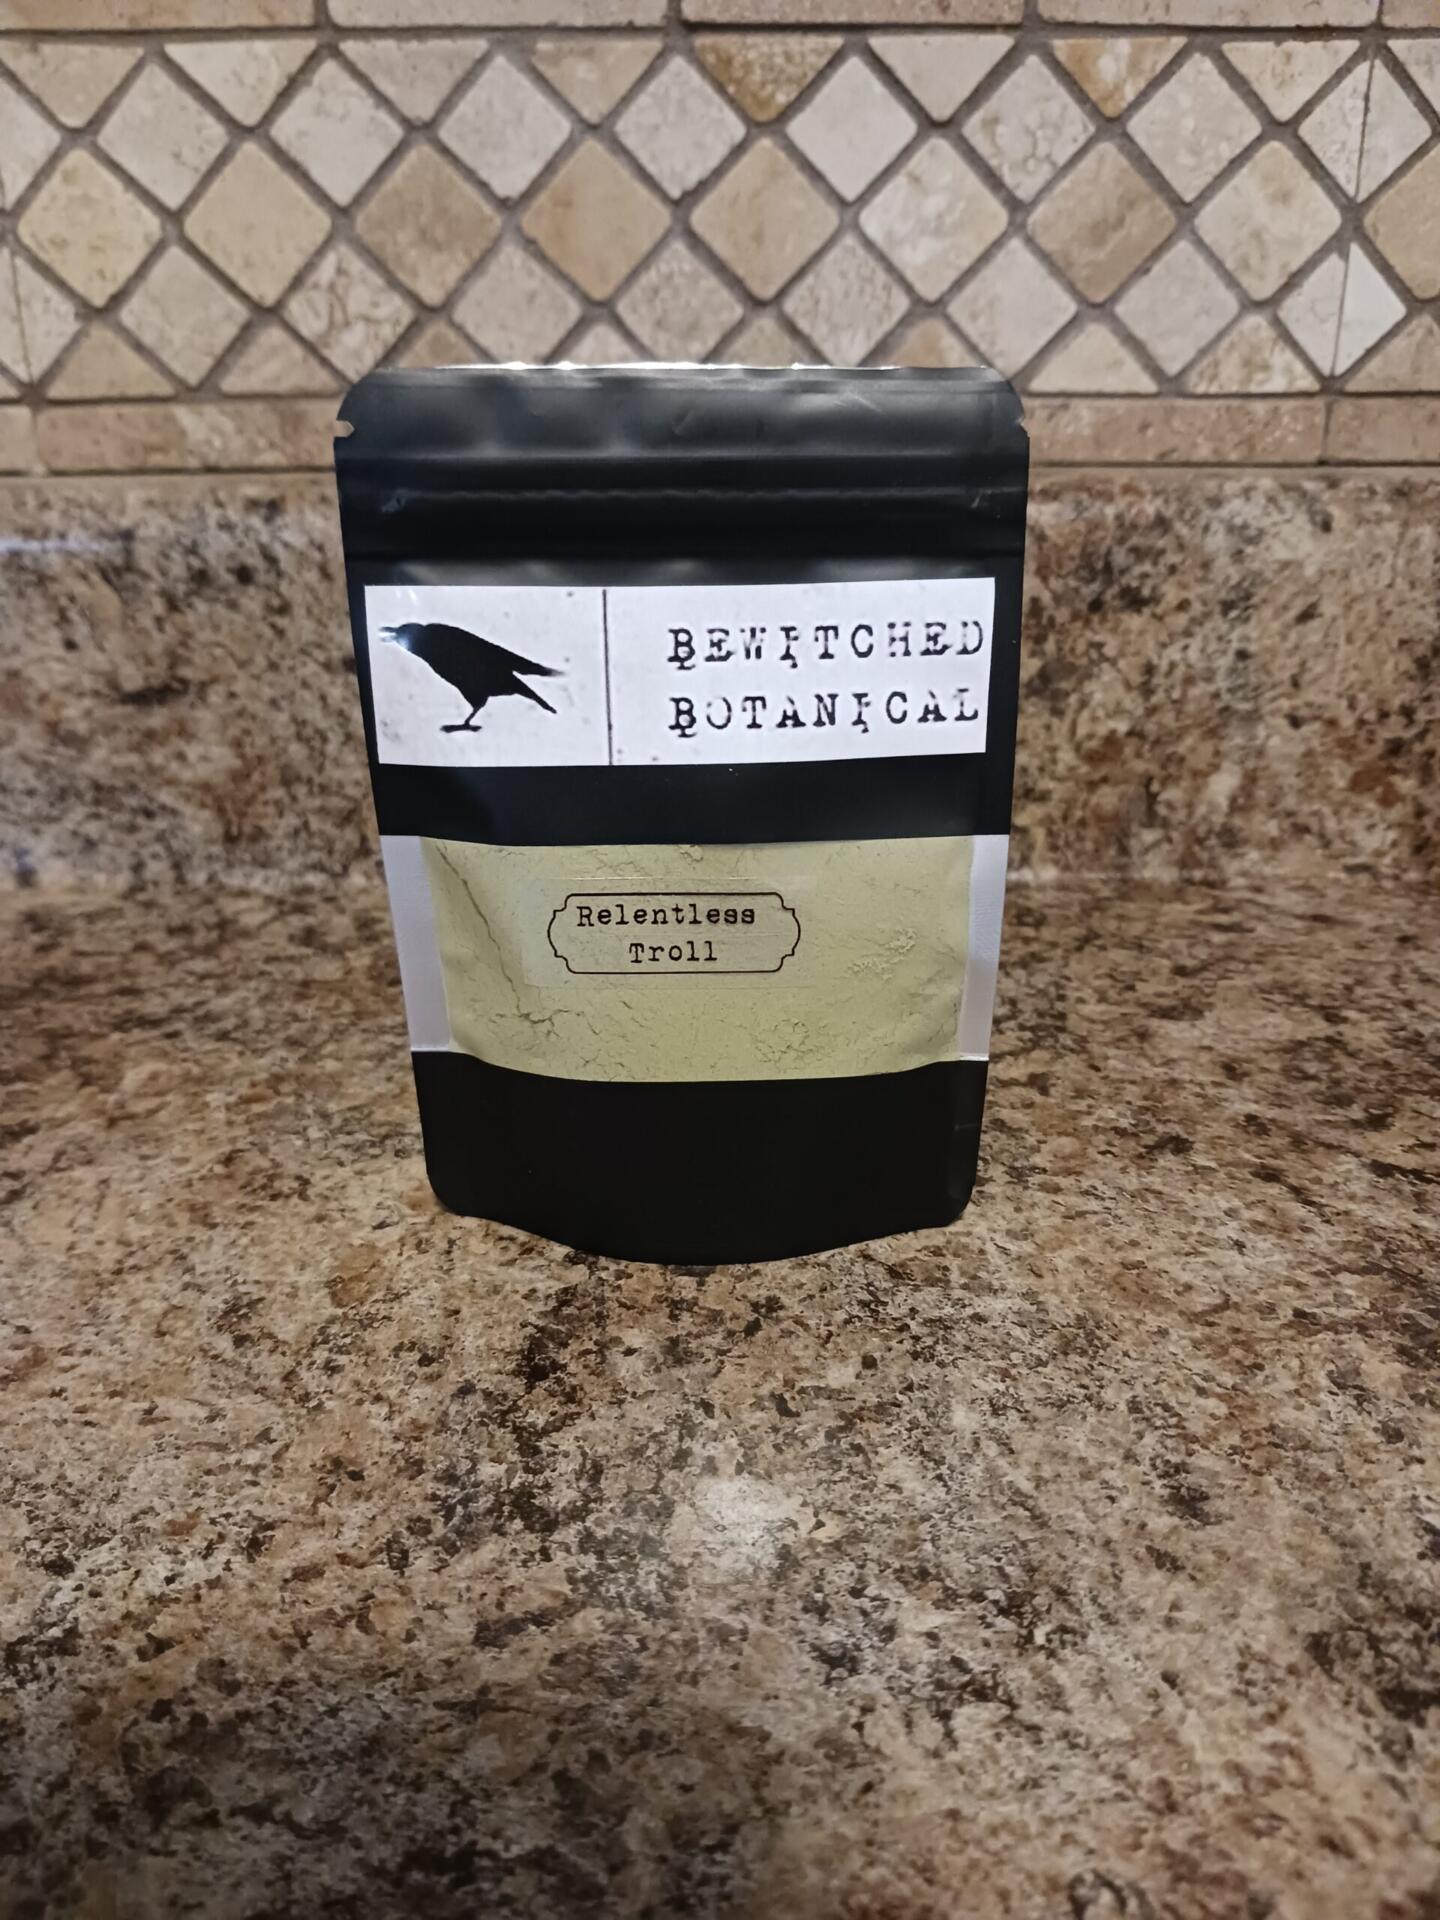 BEWITCHED
BOTANICAL
Relentless
Troll